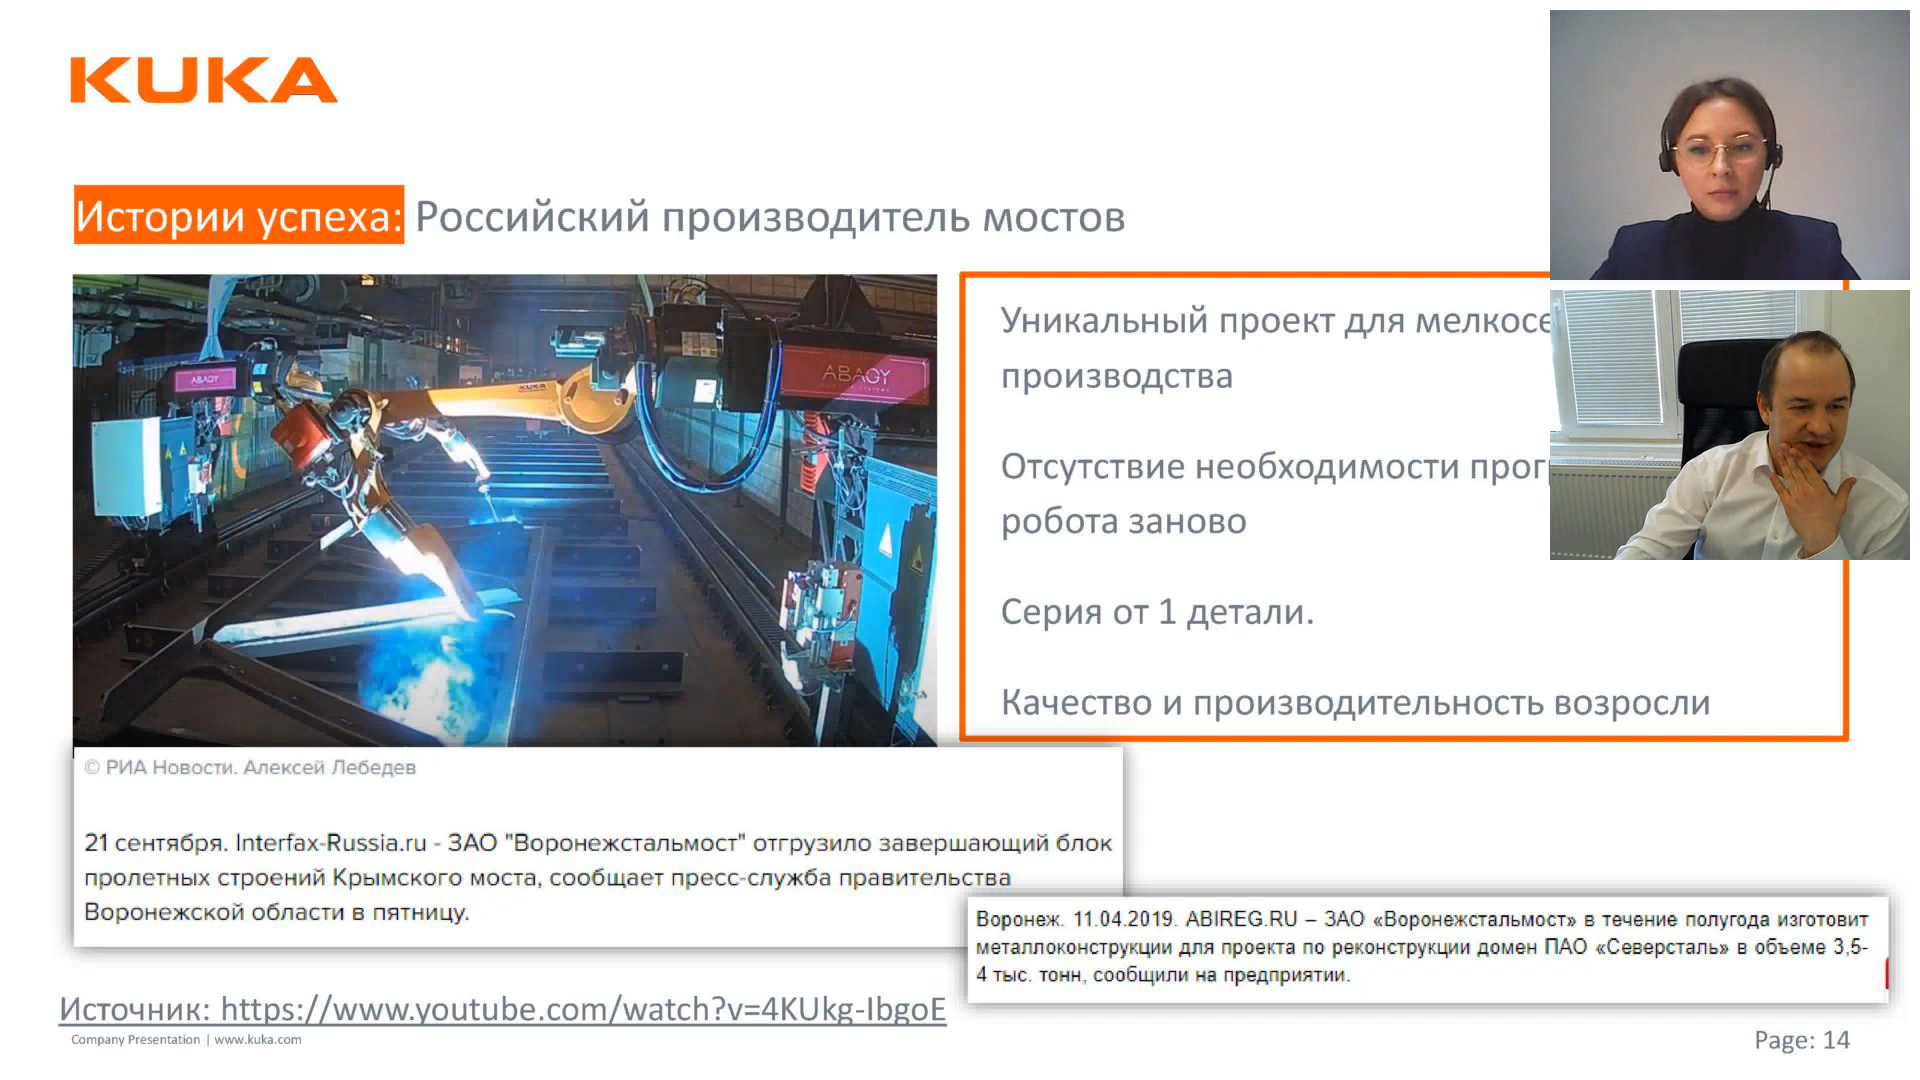 KUKA
Истории успеха: Российский производитель мостов
ABAGY
KUKA
ABAGY
Уникальный проект для
производства
Отсутствие необходимости
робота заново
Серия от 1 детали.
Качество и производительность возросли
© РИА Новости. Алексей Лебедев
21 сентября. Interfax-Russia.ru - ЗАО "Воронежстальмост" отгрузило завершающий блок
пролетных строений Крымского моста, сообщает пресс-служба правительства
Воронежской области в пятницу.
Воронеж. 11.04.2019. ABIREG.RU – ЗАО «Воронежстальмост» в течение полугода изготовит
металлоконструкции для проекта по реконструкции домен ПАО «Северсталь» в объеме 3,5-
4 тыс. тонн, сообщили на предприятии.
Источник: https://www.youtube.com/watch?v=4KUkg-IbgoE
Company Presentation | www.kuka.com
Page: 14